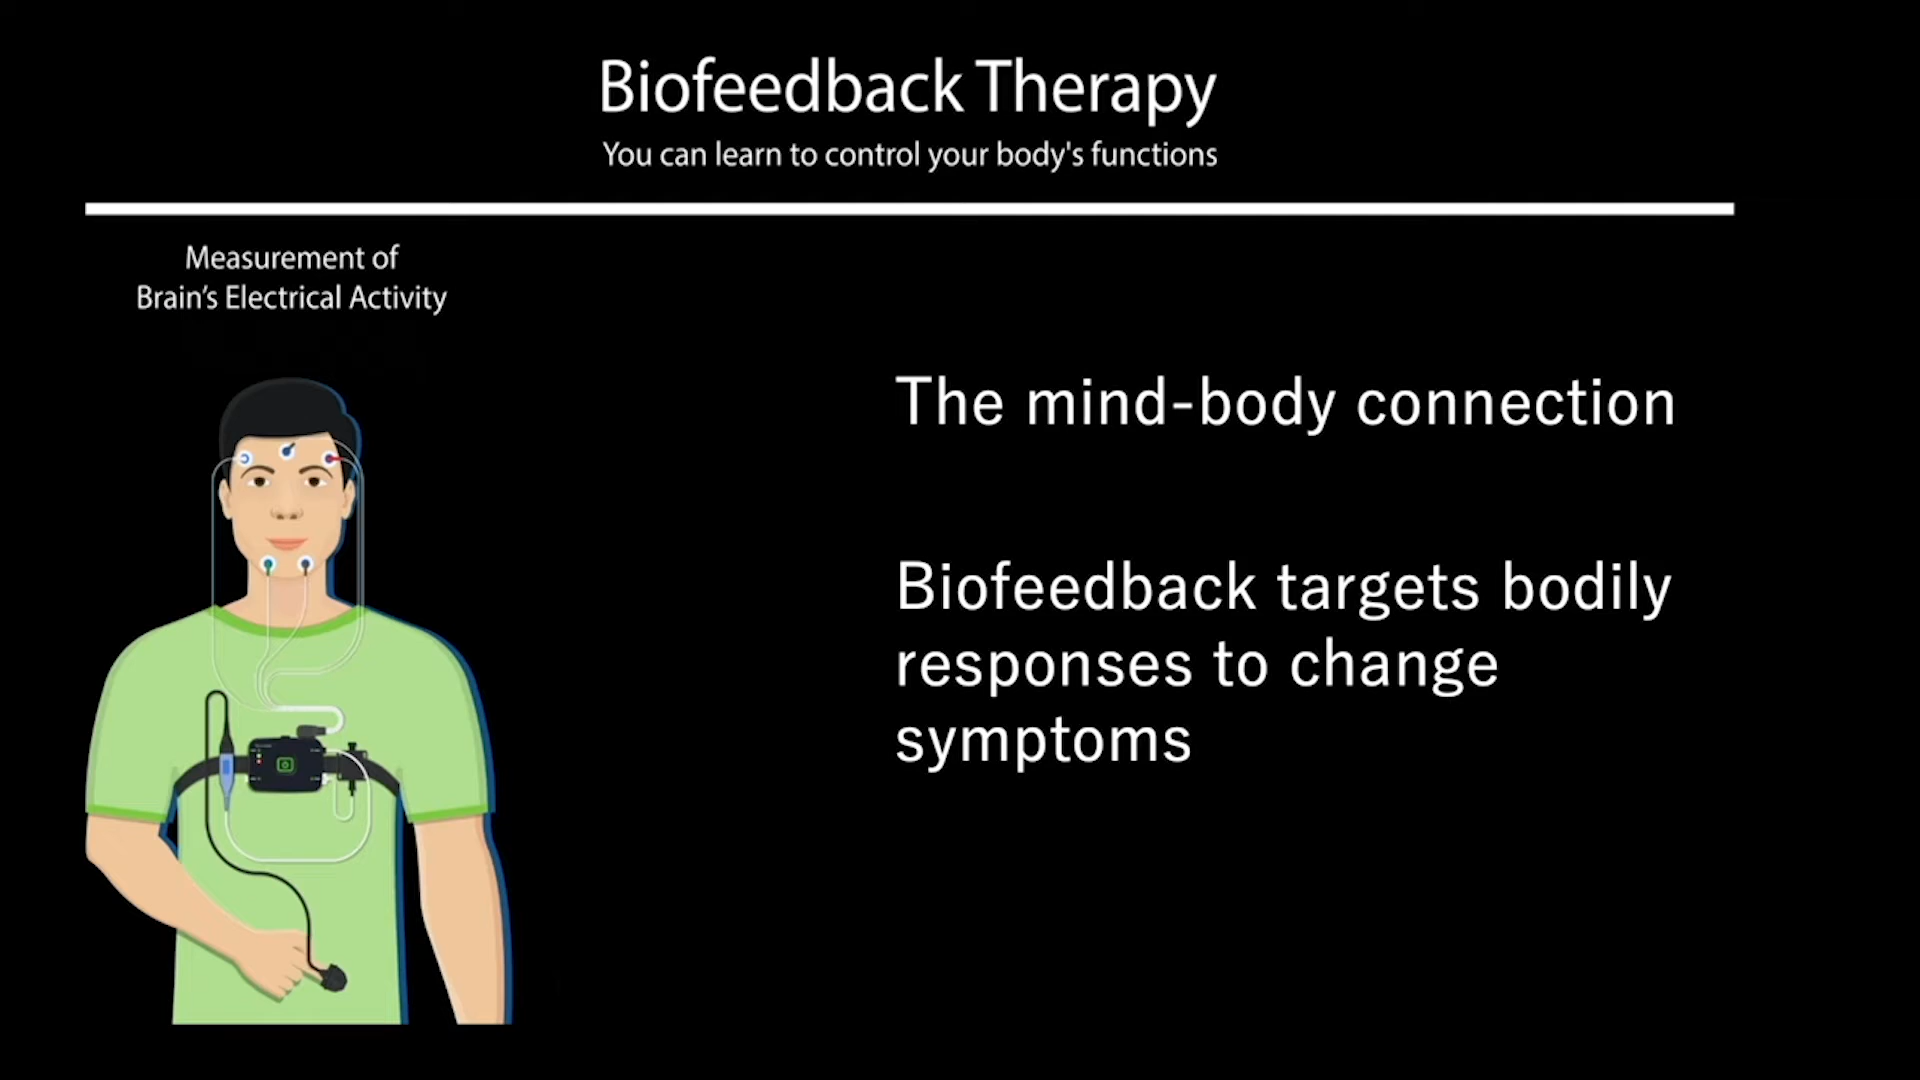 Biofeedback Therapy
You can learn to control your body's functions
Measurement of
Brain’s Electrical Activity
The mind-body connection
Biofeedback targets bodily
responses to change
symptoms